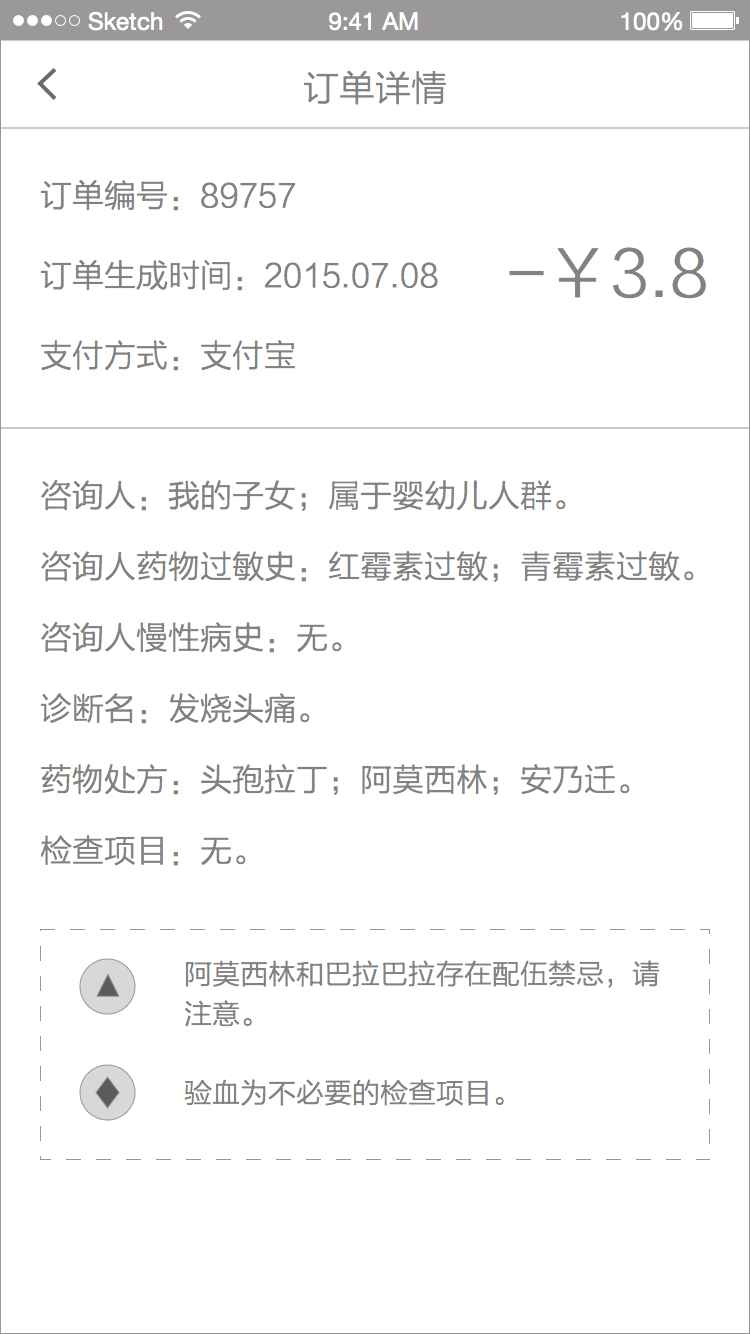 Sketch 9:41 AM 100%
订单详情
订单编号：89757
订单生成时间：2015.07.08
-￥3.8
支付方式：支付宝
咨询人：我的子女；属于婴幼儿人群。
咨询人药物过敏史：红霉素过敏；青霉素过敏。
咨询人慢性病史：无。
诊断名：发烧头痛。
药物处方：头孢拉丁；阿莫西林；安乃迁。
检查项目：无。
阿莫西林和巴拉巴拉存在配伍禁忌，请
注意。
验血为不必要的检查项目。